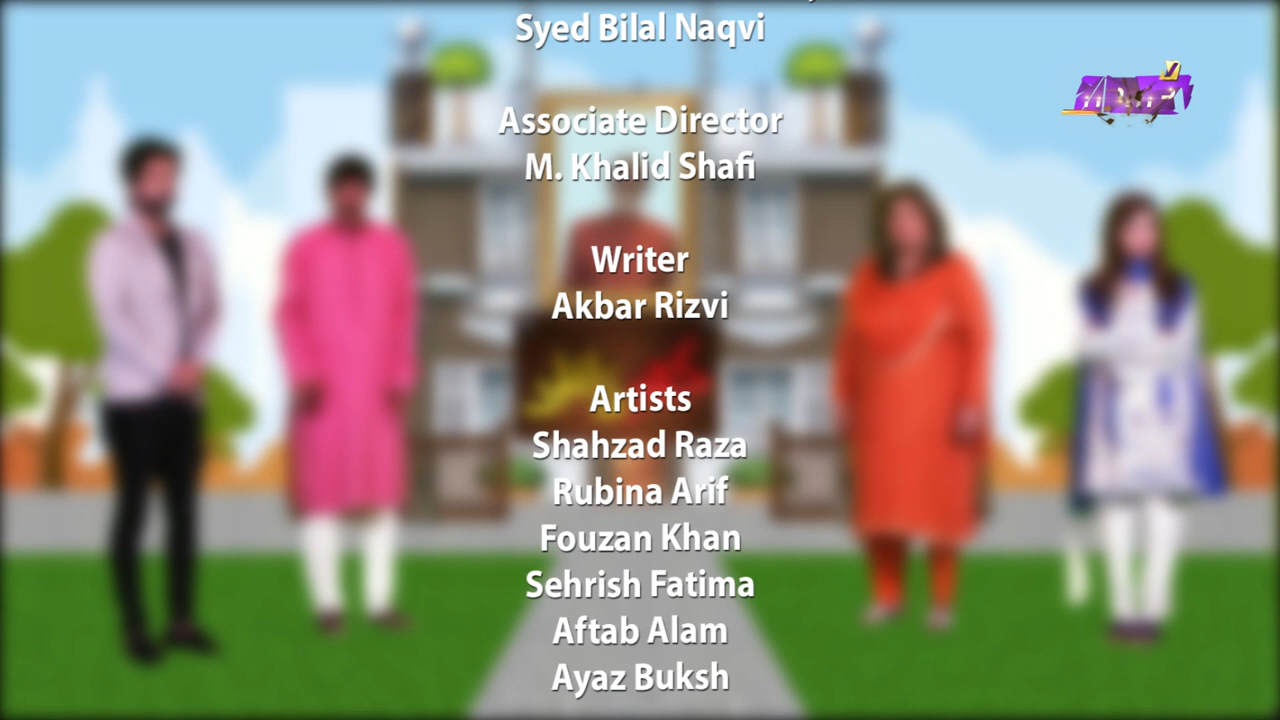 Syed Bilal Naqvi
Associate Director
M. Khalid Shafi
Writer
Akbar Rizvi
Artists
Shahzad Raza
Rubina Arif
Fouzan Khan
Sehrish Fatima
Aftab Alam
Ayaz Buksh